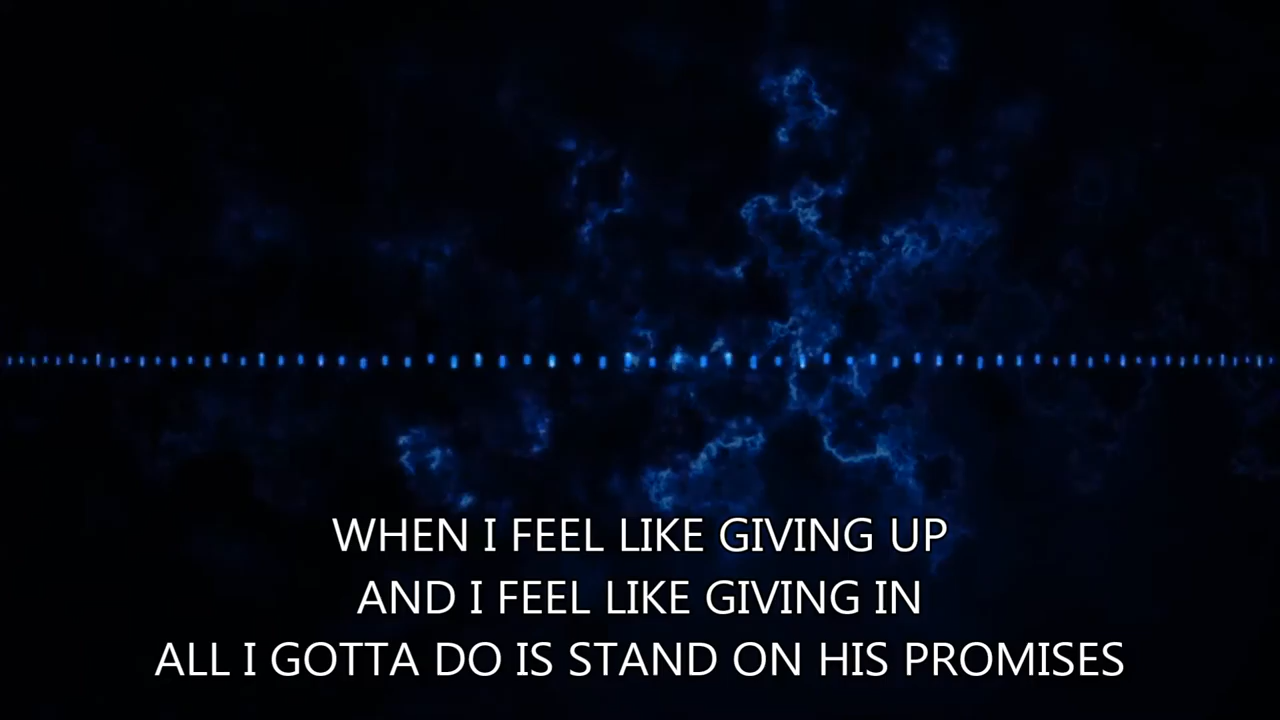 WHEN I FEEL LIKE GIVING UP
AND I FEEL LIKE GIVING IN
ALL I GOTTA DO IS STAND ON HIS PROMISES